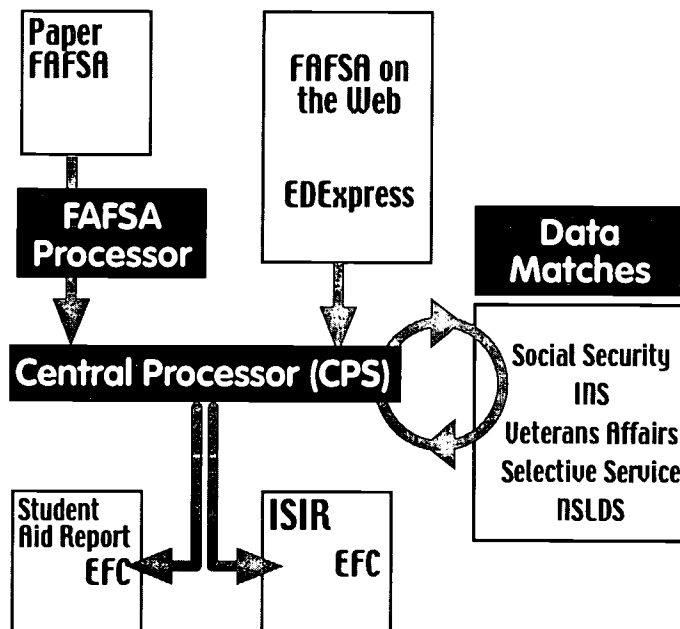 Paper
FAFSA
FAFSA on
the Web
EDExpress
FAFSA
Processor
Data
Matches
Central Processor (CPS)
Social Security
INS
Veterans Affairs
Selective Service
NSLDS
Student
Aid Report
EFC
ISIR
EFC